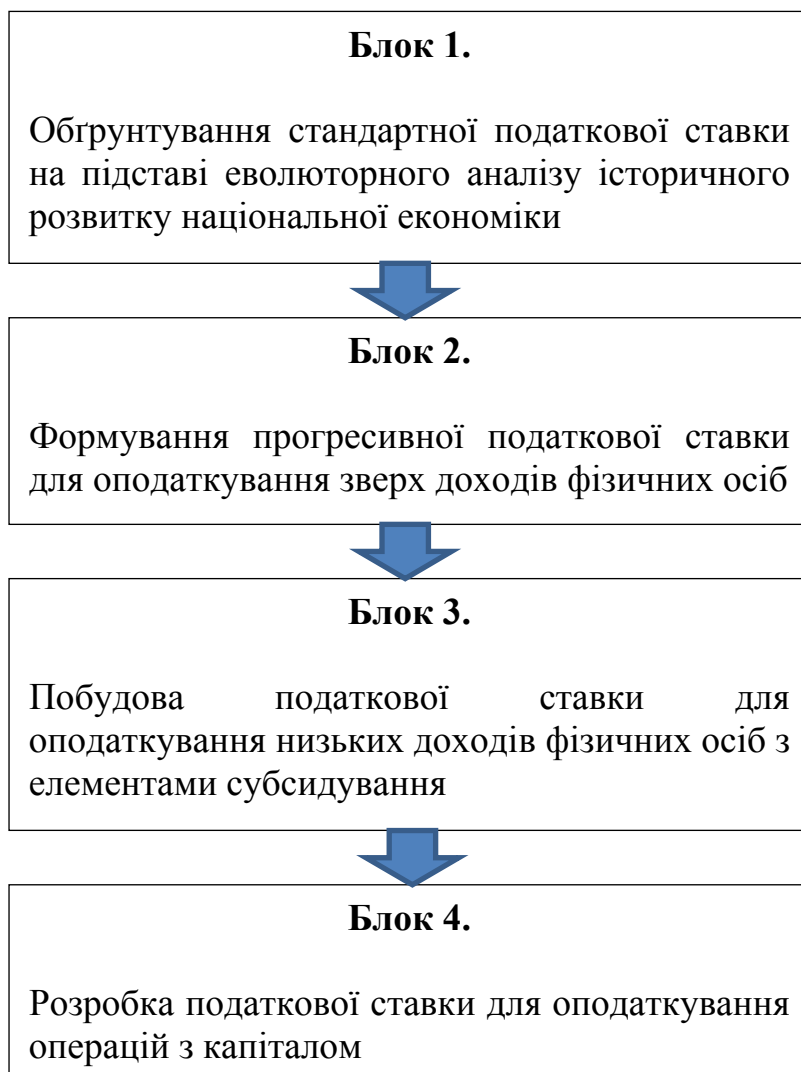 Блок 1.
Обґрунтування стандартної податкової ставки
на підставі еволюторного аналізу історичного
розвитку національної економіки
Блок 2.
Формування прогресивної податкової ставки
для оподаткування зверх доходів фізичних осіб
Блок 3.
Побудова податкової ставки для
оподаткування низьких доходів фізичних осіб з
елементами субсидування
Блок 4.
Розробка податкової ставки для оподаткування
операцій з капіталом